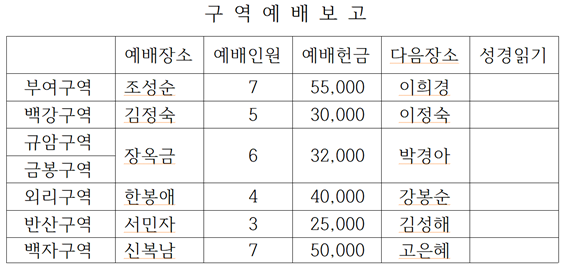 구 역 예 배 보 고
예배장소 예배인원 예배헌금 다음장소 성경읽기
부여구역 조성순 7 55,000 이희경
백강구역 김정숙 5 30,000 이정숙
규암구역
장옥금 6 32,000 박경아
금봉구역
외리구역 한봉애 4 40,000 강봉순
반산구역 서민자 3 25,000 김성해
백자구역 신복남 7 50,000 고은혜